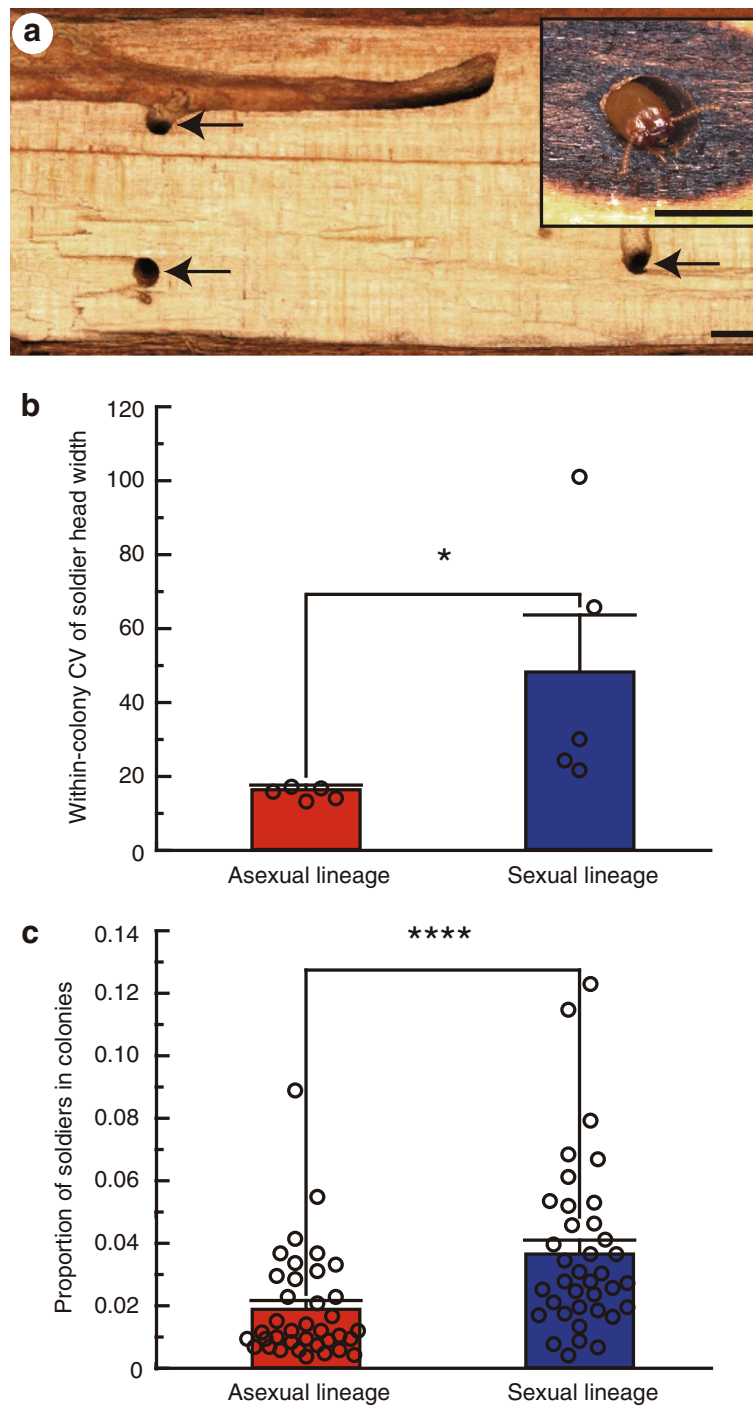 a
b
Within-colony CV of soldier head width
120
100
80
60
40
20
0
*
Asexual lineage
Sexual lineage
c
Proportion of soldiers in colonies
0.14
0.12
0.10
0.08
0.06
0.04
0.02
0
****
Asexual lineage
Sexual lineage